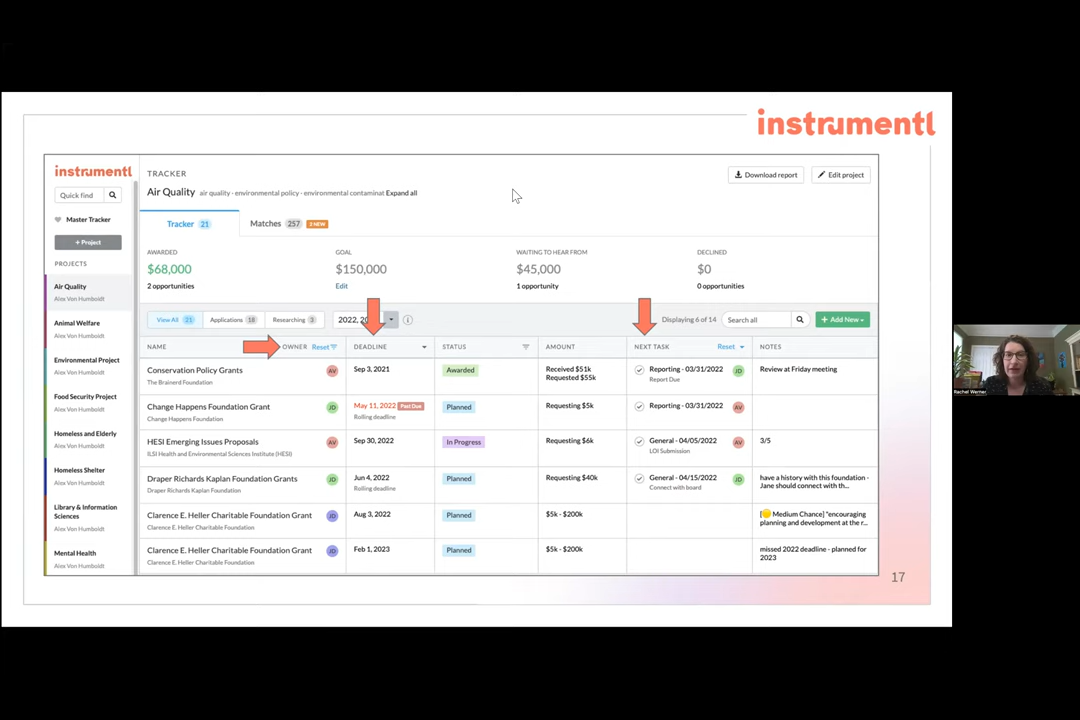 instrumentl
instrumentl
Quick find
Master Tracker
+ Project
PROJECTS
Air Quality
Alex Von Humboldt
Animal Welfare
Alex Von Humboldt
Environmental Project
Alex Von Humboldt
Food Security Project
Alex Von Humboldt
Homeless and Elderly
Alex Von Humboldt
Homeless Shelter
Alex Von Humboldt
Library & Information
Sciences
Alex Von Humboldt
Mental Health
Alex Von Humboldt
TRACKER
Download report Edit project
Air Quality air quality · environmental policy · environmental contaminat Expand all
Tracker 21 Matches 257 2 NEW
AWARDED GOAL WAITING TO HEAR FROM DECLINED
$68,000 $150,000 $45,000 $0
2 opportunities Edit 1 opportunity 0 opportunities
View All 21 Applications 18 Researching 3 2022, Displaying 6 of 14 Search all + Add New
NAME OWNER Reset DEADLINE STATUS AMOUNT NEXT TASK Reset NOTES
Conservation Policy Grants AV Sep 3, 2021 Awarded Received $51k Reporting - 03/31/2022 JD Review at Friday meeting
The Brainerd Foundation Requested $55k Report Due
Change Happens Foundation Grant JD May 11, 2022 Past Due Planned Requesting $5k Reporting - 03/31/2022 AV
Change Happens Foundation Rolling deadline
HESI Emerging Issues Proposals AV Sep 30, 2022 In Progress Requesting $6k General - 04/05/2022 AV 3/5
ILSI Health and Environmental Sciences Institute (HESI) LOI Submission
Draper Richards Kaplan Foundation Grants JD Jun 4, 2022 Planned Requesting $40k General - 04/15/2022 JD have a history with this foundation -
Draper Richards Kaplan Foundation Rolling deadline Connect with board Jane should connect with th...
Clarence E. Heller Charitable Foundation Grant JD Aug 3, 2022 Planned $5k - $200k [🟡 Medium Chance] "encouraging
Clarence E. Heller Charitable Foundation planning and development at the r...
Clarence E. Heller Charitable Foundation Grant JD Feb 1, 2023 Planned $5k - $200k missed 2022 deadline - planned for
Clarence E. Heller Charitable Foundation 2023
17
Rachel Werner